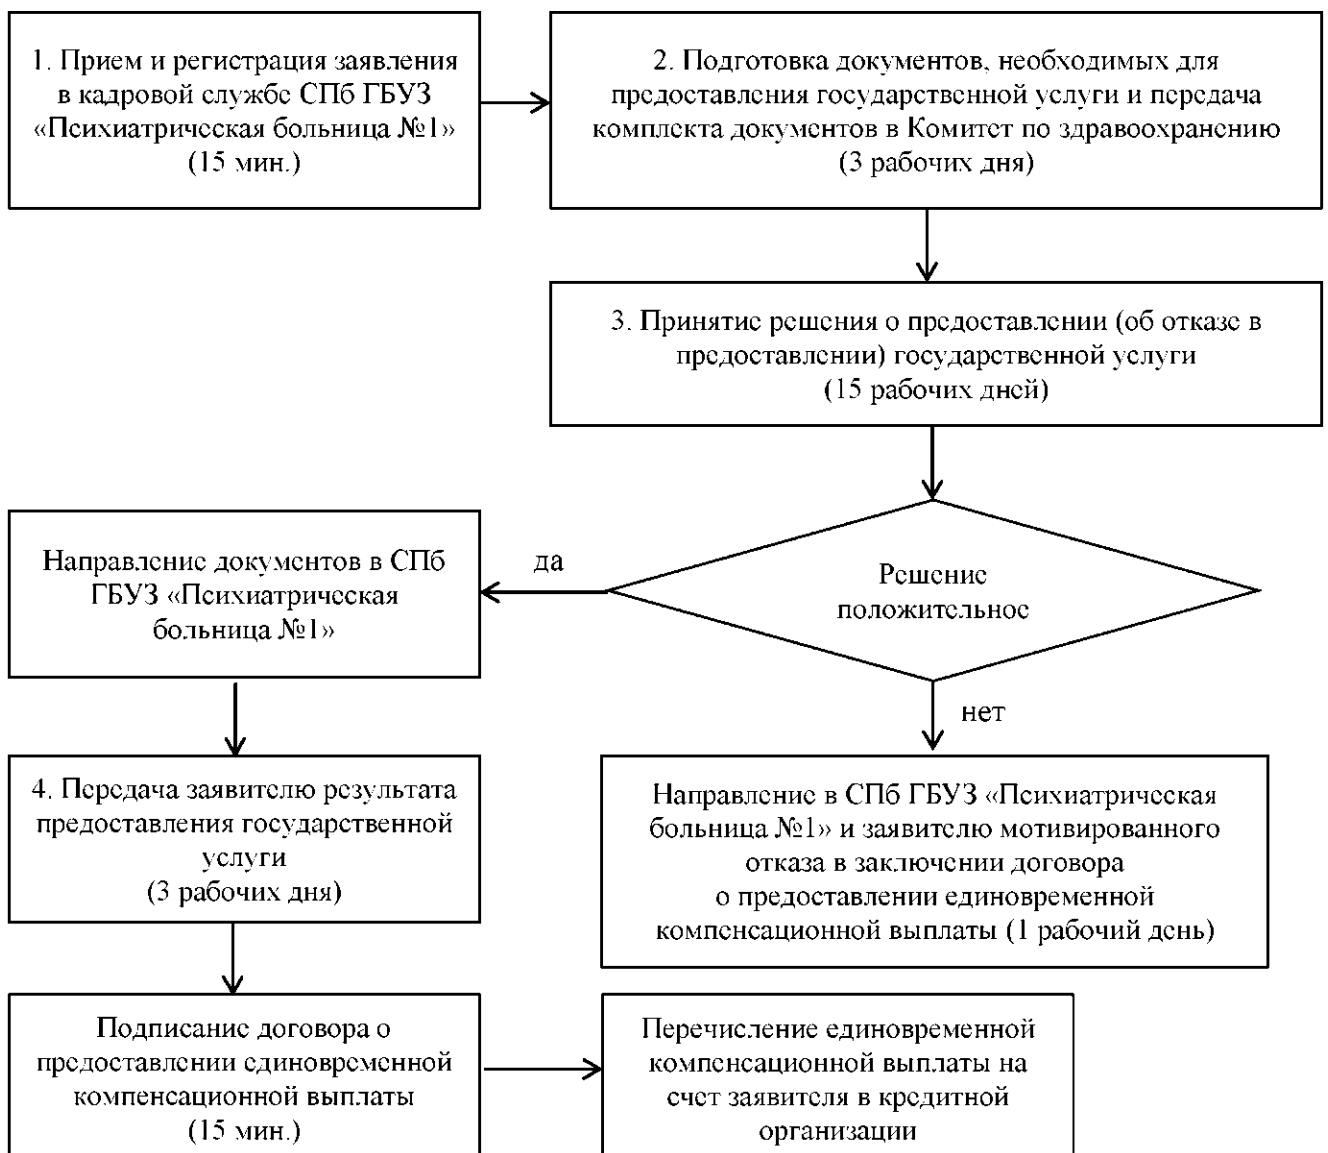 1. Прием и регистрация заявления
в кадровой службе СПб ГБУЗ
«Психиатрическая больница №1»
(15 мин.)
2. Подготовка документов, необходимых для
предоставления государственной услуги и передача
комплекта документов в Комитет по здравоохранению
(3 рабочих дня)
3. Принятие решения о предоставлении (об отказе в
предоставлении) государственной услуги
(15 рабочих дней)
Решение
положительное
да
Направление документов в СПб
ГБУЗ «Психиатрическая
больница №1»
нет
4. Передача заявителю результата
предоставления государственной
услуги
(3 рабочих дня)
Направление в СПб ГБУЗ «Психиатрическая
больница №1» и заявителю мотивированного
отказа в заключении договора
о предоставлении единовременной
компенсационной выплаты (1 рабочий день)
Подписание договора о
предоставлении единовременной
компенсационной выплаты
(15 мин.)
Перечисление единовременной
компенсационной выплаты на
счет заявителя в кредитной
организации